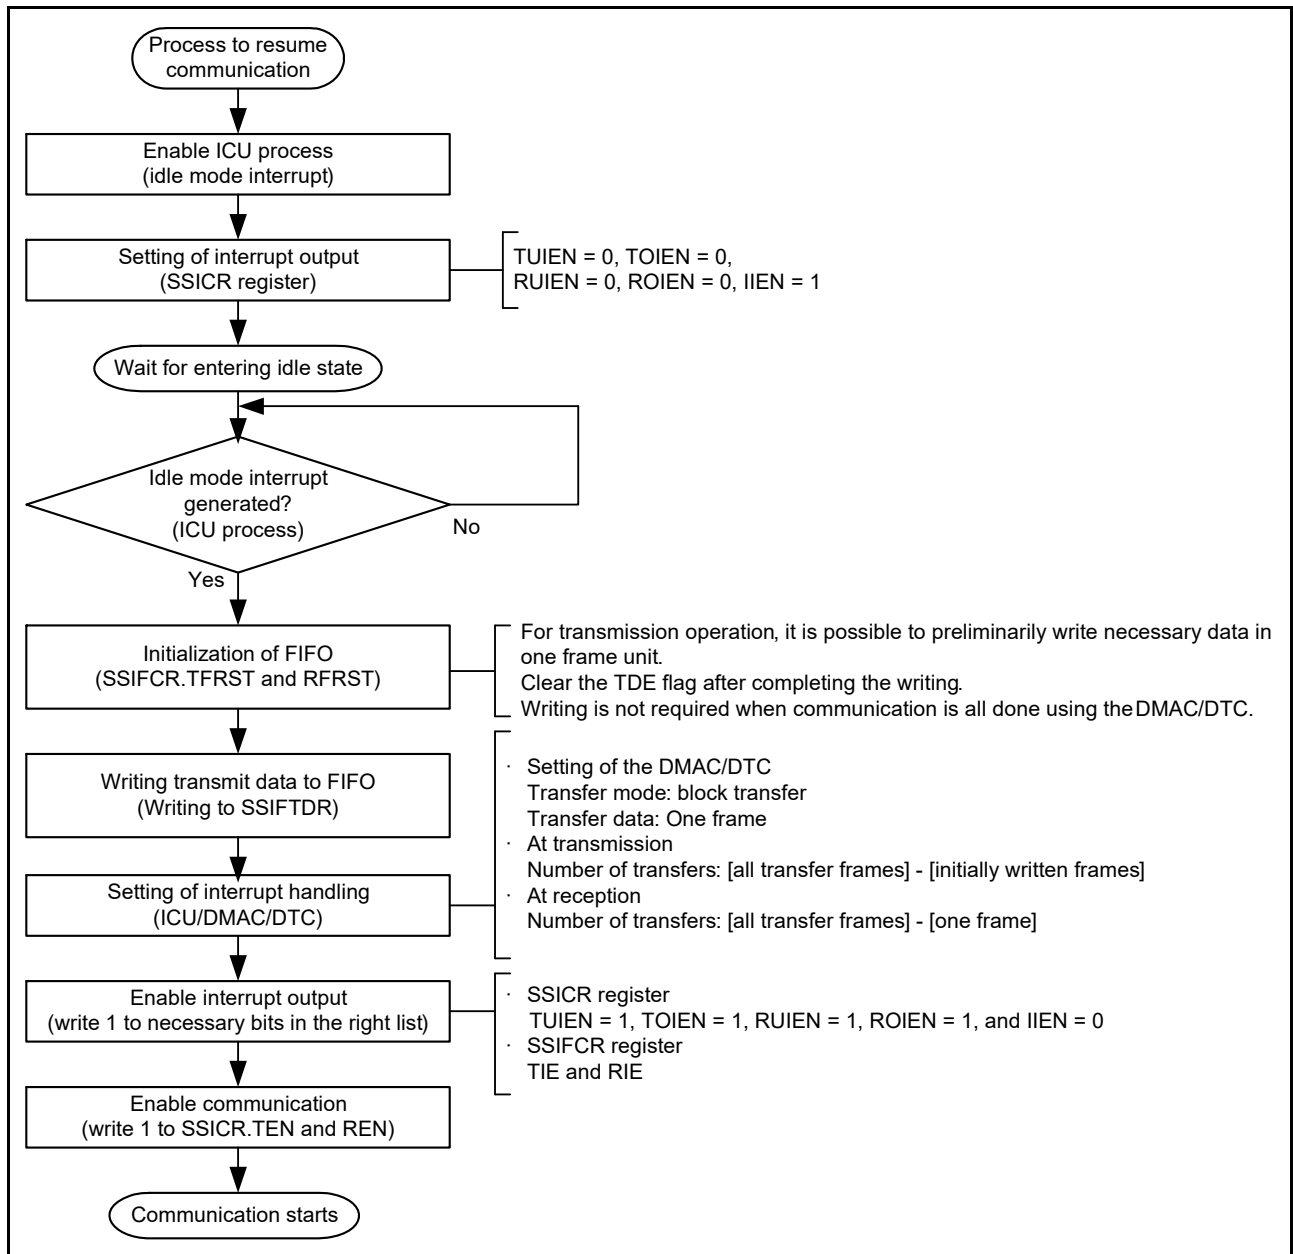 Process to resume
communication
Enable ICU process
(idle mode interrupt)
Setting of interrupt output
(SSICR register)
TUIEN = 0, TOIEN = 0,
RUIEN = 0, ROIEN = 0, IIEN = 1
Wait for entering idle state
Idle mode interrupt
generated?
(ICU process)
No
Yes
Initialization of FIFO
(SSIFCR.TFRST and RFRST)
For transmission operation, it is possible to preliminarily write necessary data in
one frame unit.
Clear the TDE flag after completing the writing.
Writing is not required when communication is all done using the DMAC/DTC.
Writing transmit data to FIFO
(Writing to SSIFTDR)
Setting of interrupt handling
(ICU/DMAC/DTC)
· Setting of the DMAC/DTC
Transfer mode: block transfer
Transfer data: One frame
· At transmission
Number of transfers: [all transfer frames] - [initially written frames]
· At reception
Number of transfers: [all transfer frames] - [one frame]
Enable interrupt output
(write 1 to necessary bits in the right list)
· SSICR register
TUIEN = 1, TOIEN = 1, RUIEN = 1, ROIEN = 1, and IIEN = 0
· SSIFCR register
TIE and RIE
Enable communication
(write 1 to SSICR.TEN and REN)
Communication starts